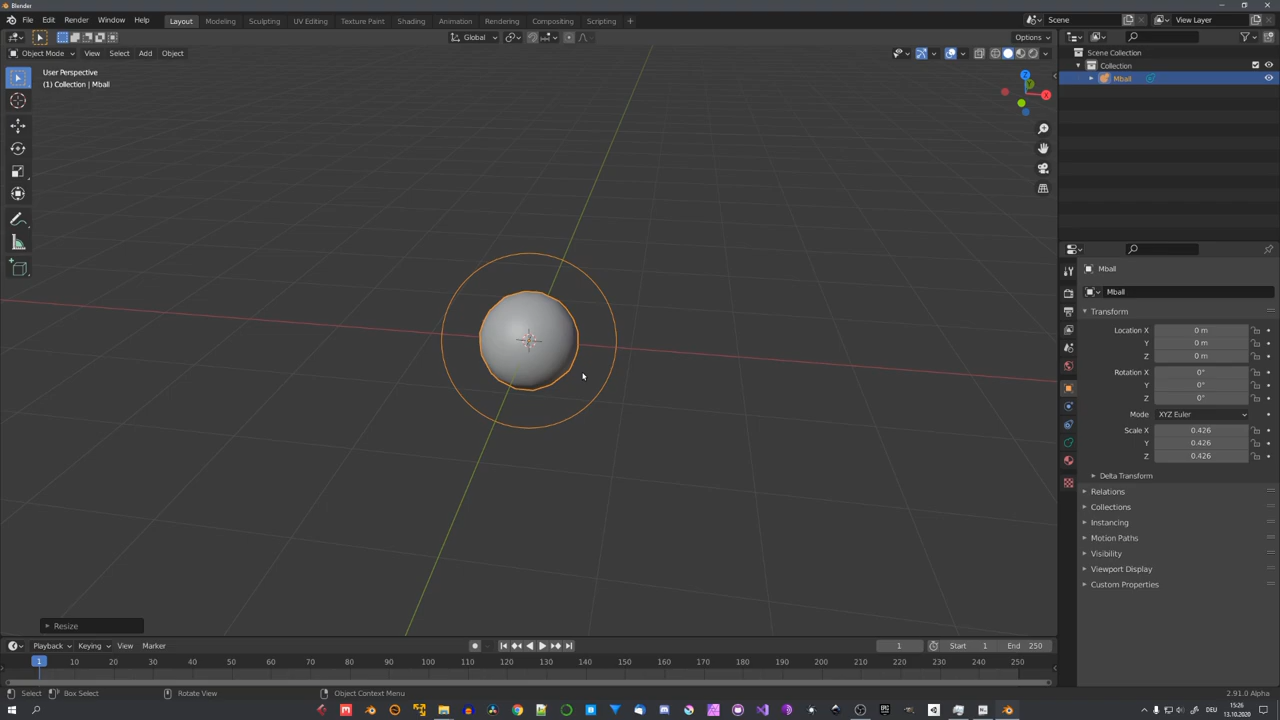 Blender
File Edit Render Window Help Layout Modeling Sculpting UV Editing Texture Paint Shading Animation Rendering Compositing Scripting + Scene View Layer
Global Options
Object Mode View Select Add Object
User Perspective
(1) Collection | Mball
Scene Collection
Collection
Mball
Z
X
Mball
Mball
Transform
Location X 0 m
Y 0 m
Z 0 m
Rotation X 0°
Y 0°
Z 0°
Mode XYZ Euler
Scale X 0.426
Y 0.426
Z 0.426
Delta Transform
Relations
Collections
Instancing
Motion Paths
Visibility
Viewport Display
Custom Properties
Resize
Playback Keying View Marker 1 Start 1 End 250
1 10 20 30 40 50 60 70 80 90 100 110 120 130 140 150 160 170 180 190 200 210 220 230 240 250
Select Box Select Rotate View Object Context Menu 2.91.0 Alpha
DEU 15:26
13.10.2020